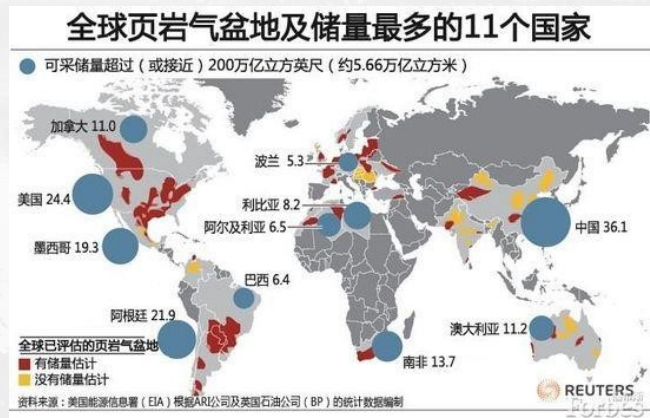 全球页岩气盆地及储量最多的11个国家
可采储量超过（或接近）200万亿立方英尺（约5.66万亿立方米）
加拿大 11.0
波兰 5.3
美国 24.4
利比亚 8.2
阿尔及利亚 6.5
中国 36.1
墨西哥 19.3
巴西 6.4
阿根廷 21.9
澳大利亚 11.2
南非 13.7
全球已评估的页岩气盆地
有储量估计
没有储量估计
资料来源：美国能源信息署（EIA）根据ARI公司及英国石油公司（BP）的统计数据编制
REUTERS
Forbes